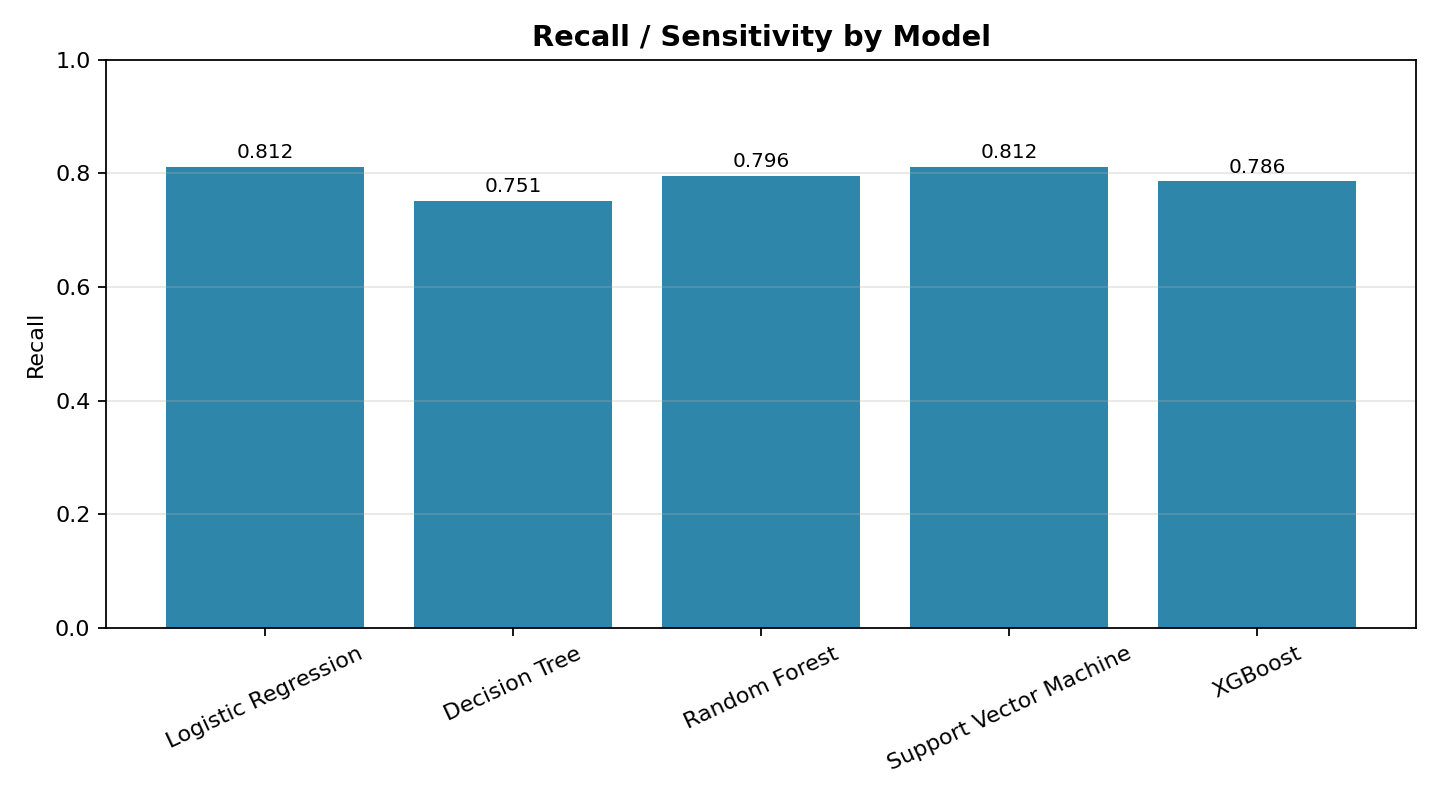 Recall / Sensitivity by Model
1.0
0.8
0.6
0.4
0.2
0.0
Recall
0.812
0.751
0.796
0.812
0.786
Logistic Regression
Decision Tree
Random Forest
Support Vector Machine
XGBoost